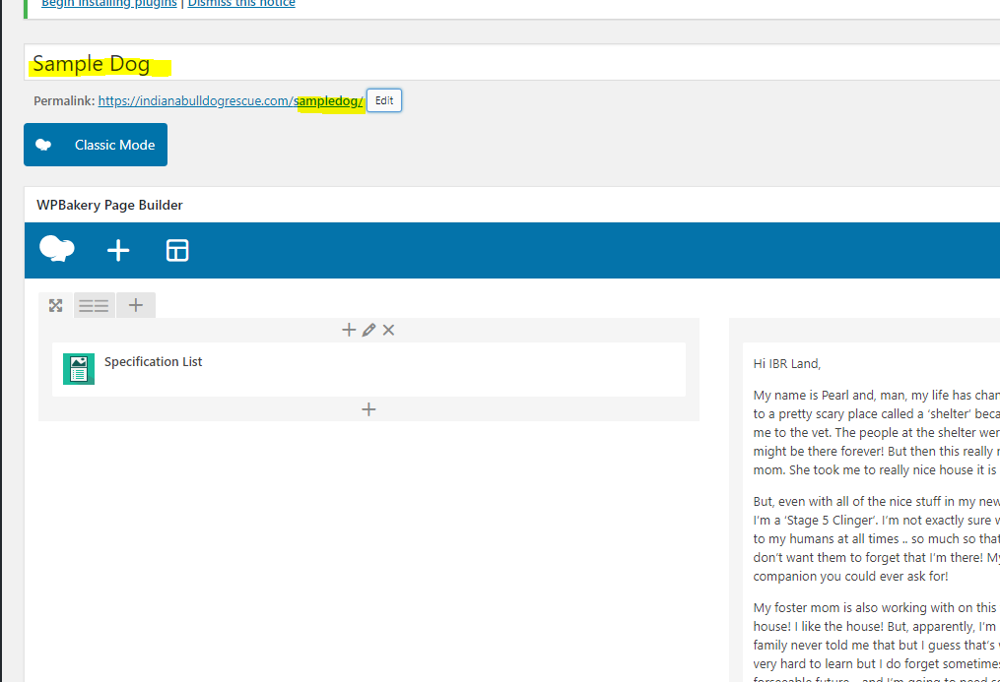 Begin installing plugins | Dismiss this notice
Sample Dog
Permalink: https://indianabulldogrescue.com/sampledog/ Edit
Classic Mode
WPBakery Page Builder
Specification List
Hi IBR Land,
My name is Pearl and, man, my life has
to a pretty scary place called a ‘shelter’
me to the vet. The people at the shelter
might be there forever! But then this really
mom. She took me to really nice house it is
But, even with all of the nice stuff in my new
I’m a ‘Stage 5 Clinger’. I’m not exactly sure
to my humans at all times .. so much so that
don’t want them to forget that I’m there!
companion you could ever ask for!
My foster mom is also working with on this
house! I like the house! But, apparently, I’m
family never told me that but I guess that’s
very hard to learn but I do forget
forseeable future .. and I’m going to need